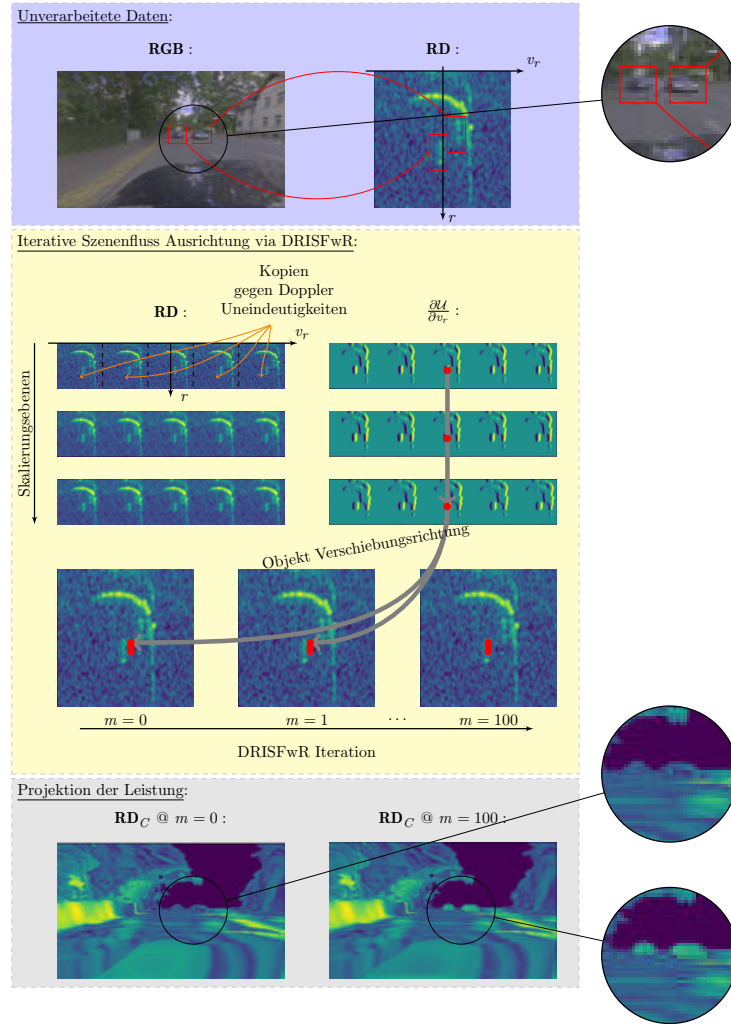 Unverarbeitete Daten:
RGB :
RD :
v_r
r
Iterative Szenenfluss Ausrichtung via DRISFwR:
Kopien
gegen Doppler
Uneindeutigkeiten
RD :
∂𝒰/∂v_r :
v_r
r
Skalierungsebenen
Objekt Verschiebungsrichtung
m = 0
m = 1
· · ·
m = 100
DRISFwR Iteration
Projektion der Leistung:
RD_C @ m = 0 :
RD_C @ m = 100 :